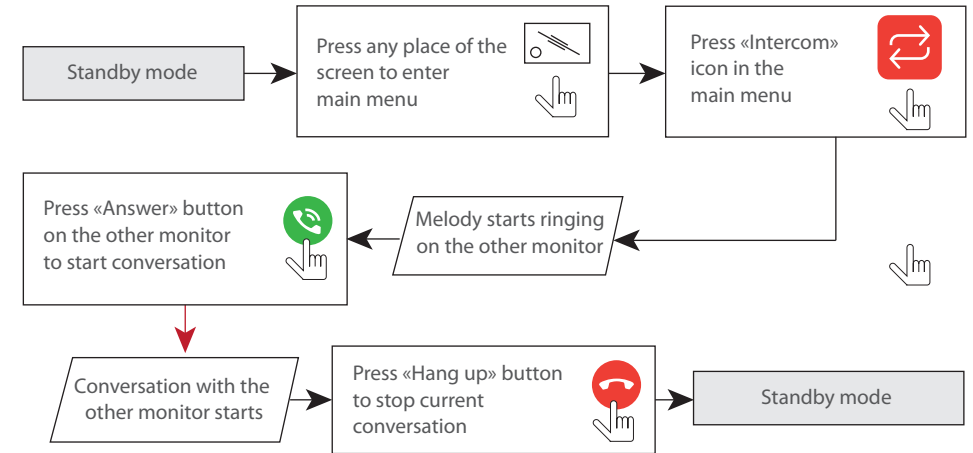 Standby mode
Press any place of the
screen to enter
main menu
Press «Intercom»
icon in the
main menu
Press «Answer» button
on the other monitor
to start conversation
Melody starts ringing
on the other monitor
Conversation with the
other monitor starts
Press «Hang up» button
to stop current
conversation
Standby mode